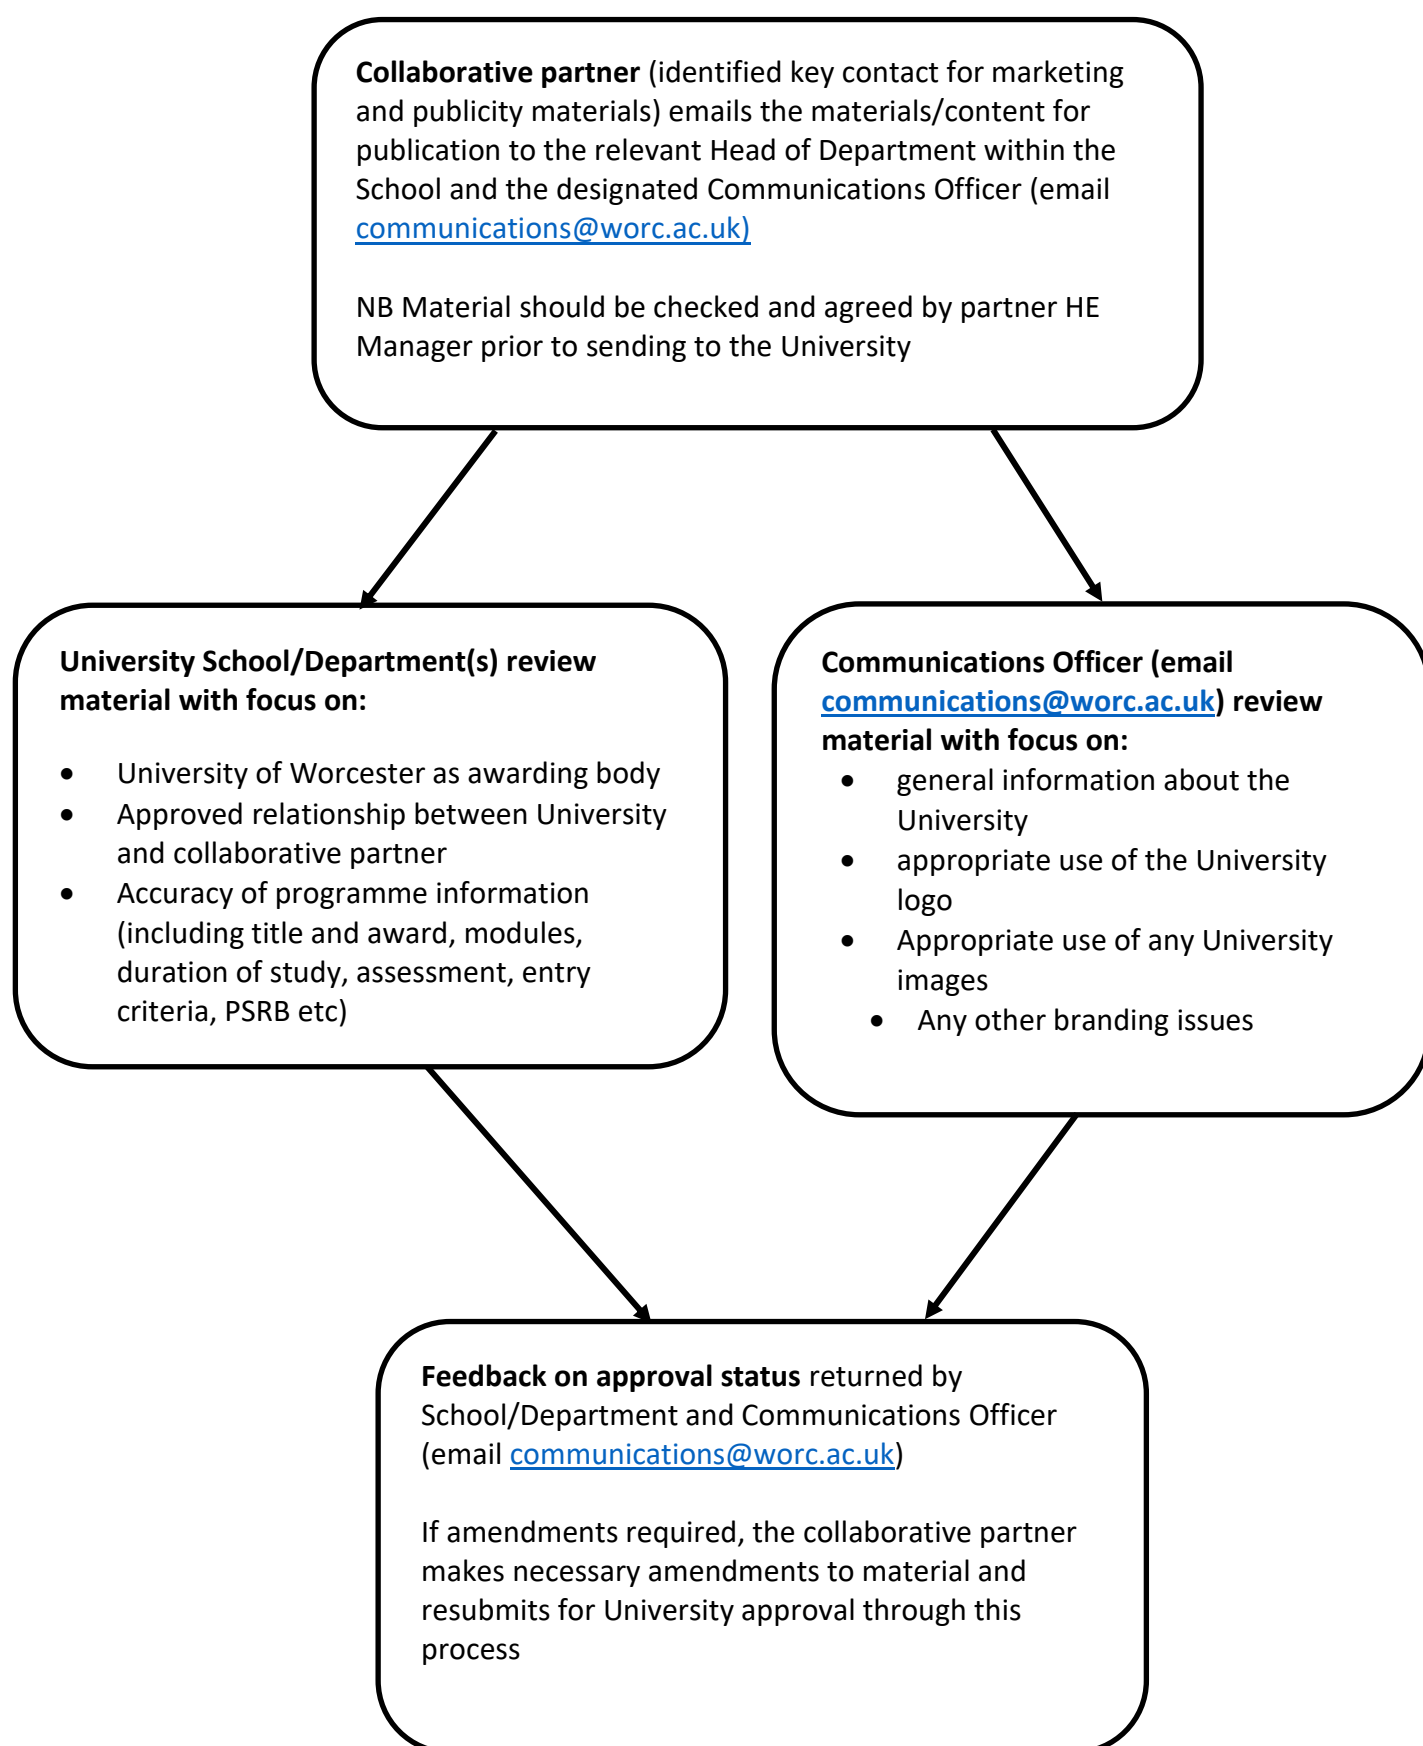 Collaborative partner (identified key contact for marketing
and publicity materials) emails the materials/content for
publication to the relevant Head of Department within the
School and the designated Communications Officer (email
communications@worc.ac.uk)
NB Material should be checked and agreed by partner HE
Manager prior to sending to the University
University School/Department(s) review
material with focus on:
• University of Worcester as awarding body
• Approved relationship between University
and collaborative partner
• Accuracy of programme information
(including title and award, modules,
duration of study, assessment, entry
criteria, PSRB etc)
Communications Officer (email
communications@worc.ac.uk) review
material with focus on:
• general information about the
University
• appropriate use of the University
logo
• Appropriate use of any University
images
• Any other branding issues
Feedback on approval status returned by
School/Department and Communications Officer
(email communications@worc.ac.uk)
If amendments required, the collaborative partner
makes necessary amendments to material and
resubmits for University approval through this
process